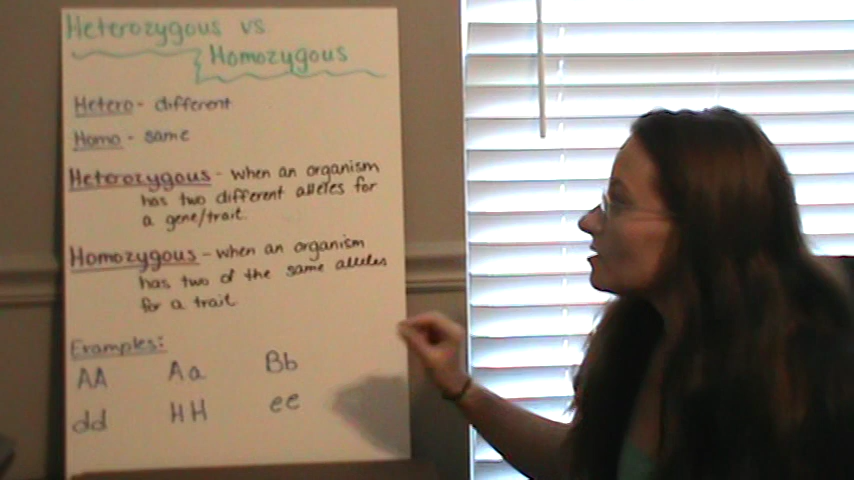 Heterozygous vs
Homozygous
Hetero - different
Homo - same
Heterozygous - when an organism
has two different alleles for
a gene/trait.
Homozygous - when an organism
has two of the same alleles
for a trait
Examples:
AA Aa Bb
dd HH ee